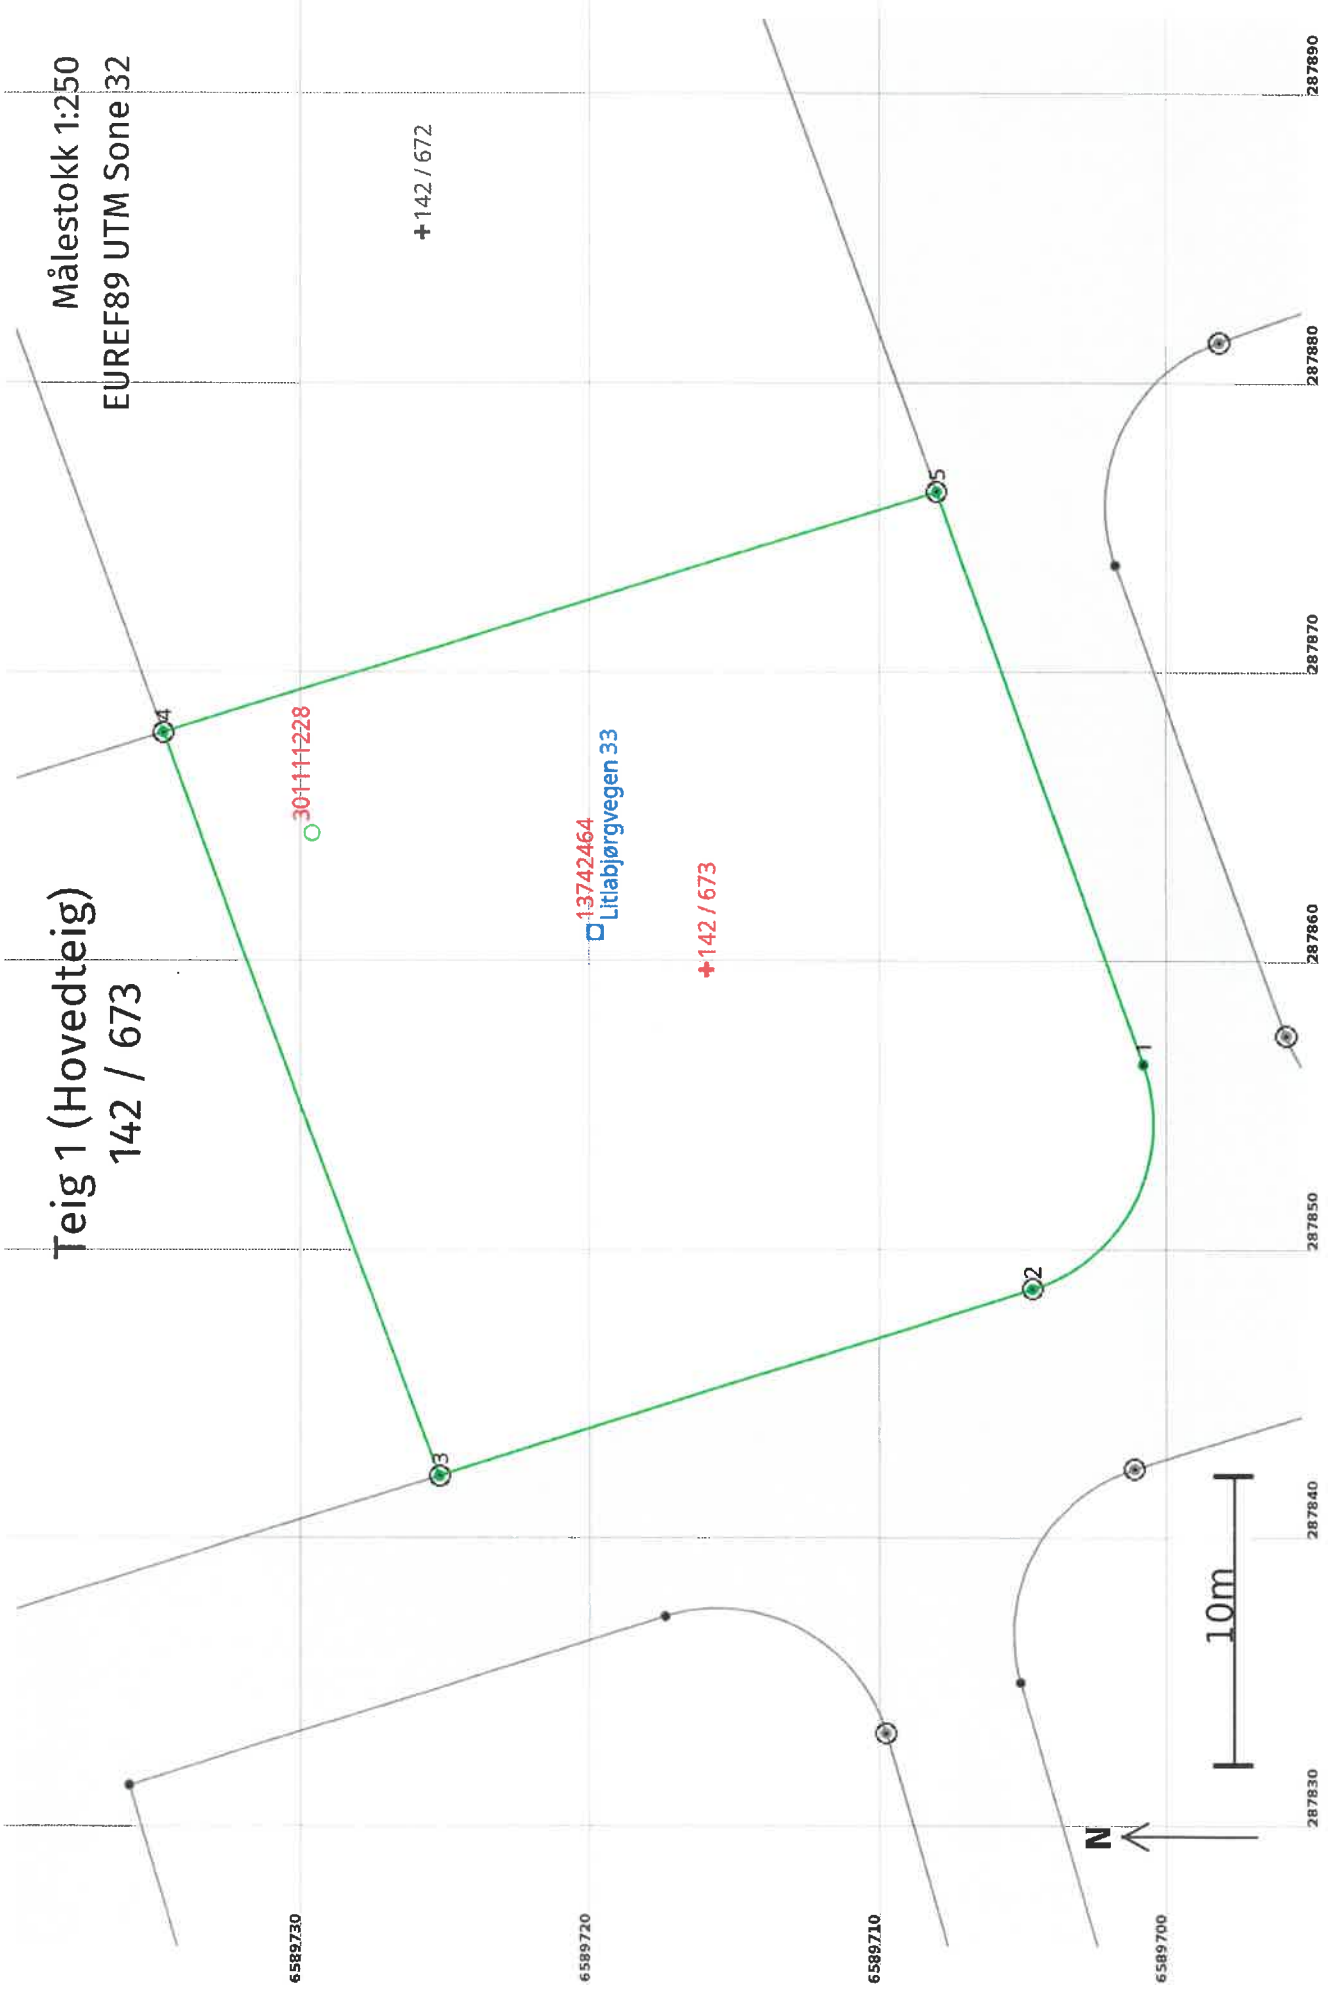 Teig 1 (Hovedteig)
142 / 673
Målestokk 1:250
EUREF89 UTM Sone 32
142 / 672
4
301111228
13742464
Litlabjørgvegen 33
142 / 673
3
5
2
1
10m
N
6589730
6589720
6589710
6589700
287830
287840
287850
287860
287870
287880
287890